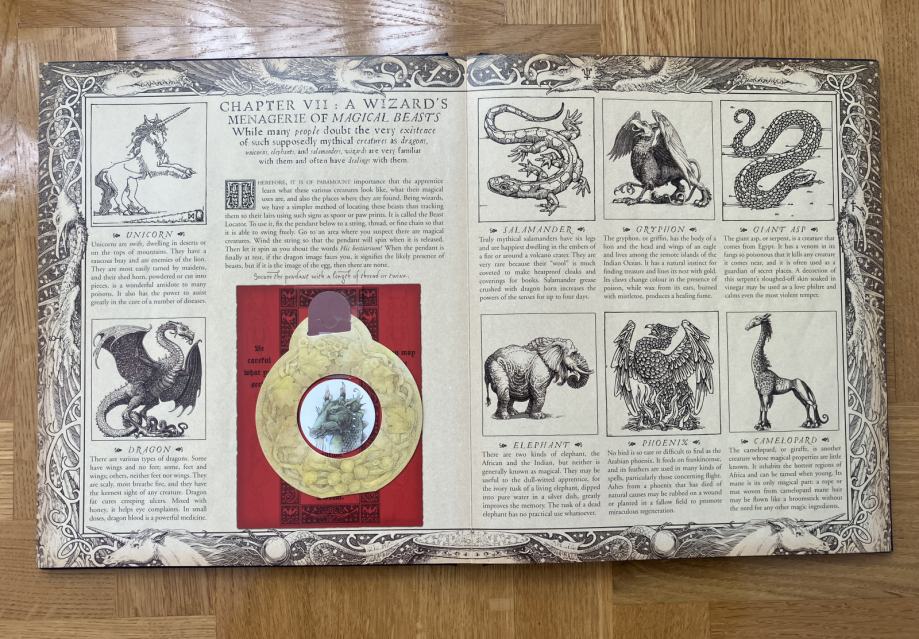 CHAPTER VII : A WIZARD'S
MENAGERIE OF MAGICAL BEASTS
While many people doubt the very existence
of such supposedly mythical creatures as dragons,
unicorns, elephants, and salamanders, wizards are very familiar
with them and often have dealings with them.
THEREFORE, IT IS OF PARAMOUNT importance that the apprentice
learn what these various creatures look like, what their magical
uses are, and also the places where they are found. Being wizards,
we have a simpler method of locating these beasts than tracking
them to their lairs using such signs as spoor or paw prints. It is called the Beast
Locator. To use it, fix the pendant below to a string, thread, or fine chain so that
it is able to swing freely. Go to an area where you suspect there are magical
creatures. Wind the string so that the pendant will spin when it is released.
Then let it spin as you about the words Hic bestiarium! When the pendant is
finally at rest, if the dragon image faces you, it signifies the likely presence of
beasts, but if it is the image of the egg, then there are none.
Secure the pendant with a length of thread or twine.
Be
careful
what
may
UNICORN
Unicorns are swift, dwelling in deserts or
on the tops of mountains. They have a
raucous bray and are enemies of the lion.
They are most easily tamed by maidens,
and their shed horn, powdered or cut into
pieces, is a wonderful antidote to many
poisons. It also has the power to assist
greatly in the care of a number of diseases.
DRAGON
There are various types of dragons. Some
have wings and no feet; some, feet and
wings; others, neither feet nor wings. They
are scaly, most breathe fire, and they have
the keenest sight of any creature. Dragon
fat cures creeping ulcers. Mixed with
honey, it helps eye complaints. In small
doses, dragon blood is a powerful medicine.
SALAMANDER
Truly mythical salamanders have six legs
and are happiest dwelling in the embers of
a fire or around a volcano crater. They are
very rare because their "wool" is much
coveted to make heatproof cloaks and
coverings for books. Salamander grease
crushed with dragon horn increases the
powers of the senses for up to four days.
GRYPHON
The gryphon, or griffin, has the body of a
lion and the head and wings of an eagle
and lives among the remote islands of the
Indian Ocean. It has a natural instinct for
finding treasure and lines its nest with gold.
Its claws change colour in the presence of
poison, while wax from its ears, burned
with mistletoe, produces a healing fume.
GIANT ASP
The giant asp, or serpent, is a creature that
comes from Egypt. It has a venom in its
fangs so poisonous that it kills any creature
it comes near, and it is often used as a
guardian of secret places. A decoction of
this serpent's sloughed-off skin soaked in
vinegar may be used as a love philtre and
calms even the most violent temper.
ELEPHANT
There are two kinds of elephant, the
African and the Indian, but neither is
generally known as magical. They may be
useful to the dull-witted apprentice, for
the ivory tusk of a living elephant, dipped
into pure water in a silver dish, greatly
improves the memory. The tusk of a dead
elephant has no practical use whatsoever.
PHOENIX
No bird is so rare or difficult to find as the
Arabian phoenix. It feeds on frankincense,
and its feathers are used in many kinds of
spells, particularly those concerning flight.
Ashes from a phoenix that has died of
natural causes may be rubbed on a wound
or planted in a fallow field to promote
miraculous regeneration.
CAMELOPARD
The camelopard, or giraffe, is another
creature whose magical properties are little
known. It inhabits the hottest regions of
Africa and can be tamed when young. Its
mane is its only magical part: a rope or
mat woven from camelopard mane hair
may be flown like a broomstick without
the need for any other magic ingredients.